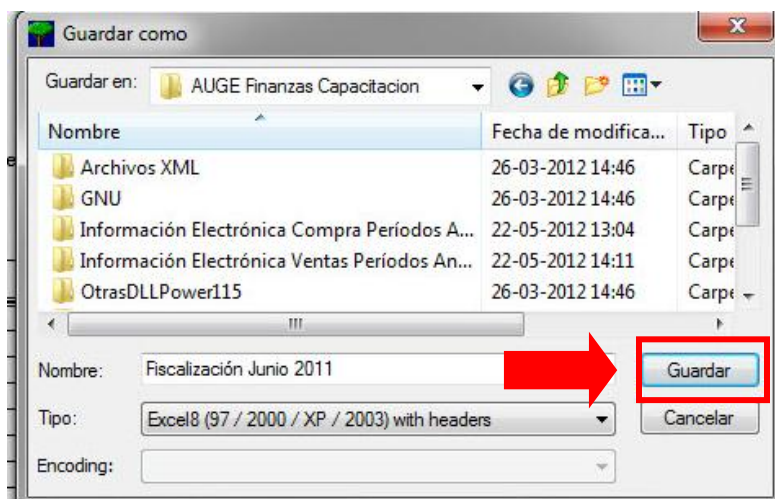 Guardar como
Guardar en: AUGE Finanzas Capacitacion
Nombre Fecha de modifica... Tipo
Archivos XML 26-03-2012 14:46 Carpe
GNU 26-03-2012 14:46 Carpe
Información Electrónica Compra Períodos A... 22-05-2012 13:04 Carpe
Información Electrónica Ventas Períodos An... 22-05-2012 14:11 Carpe
OtrasDLLPower115 26-03-2012 14:46 Carpe
Nombre: Fiscalización Junio 2011 Guardar
Tipo: Excel8 (97 / 2000 / XP / 2003) with headers Cancelar
Encoding: